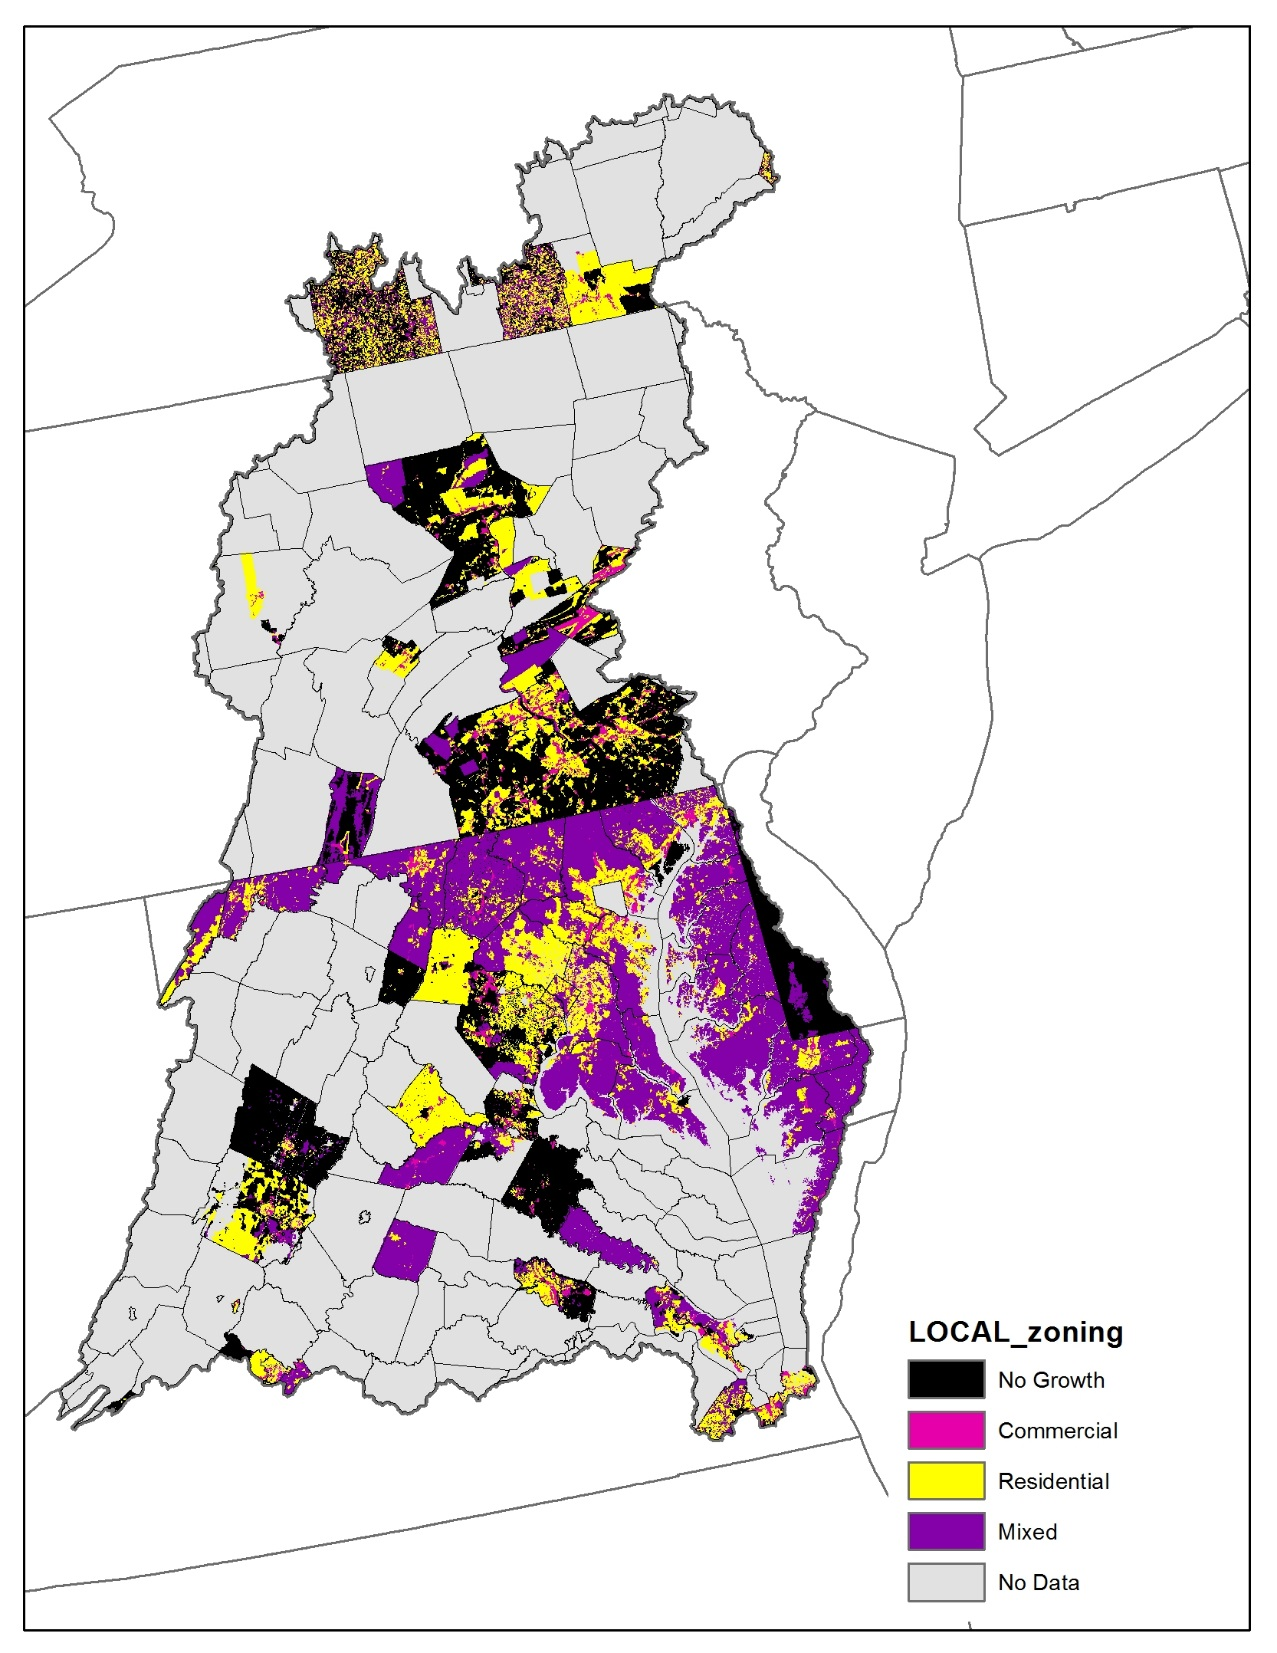 LOCAL_zoning
No Growth
Commercial
Residential
Mixed
No Data